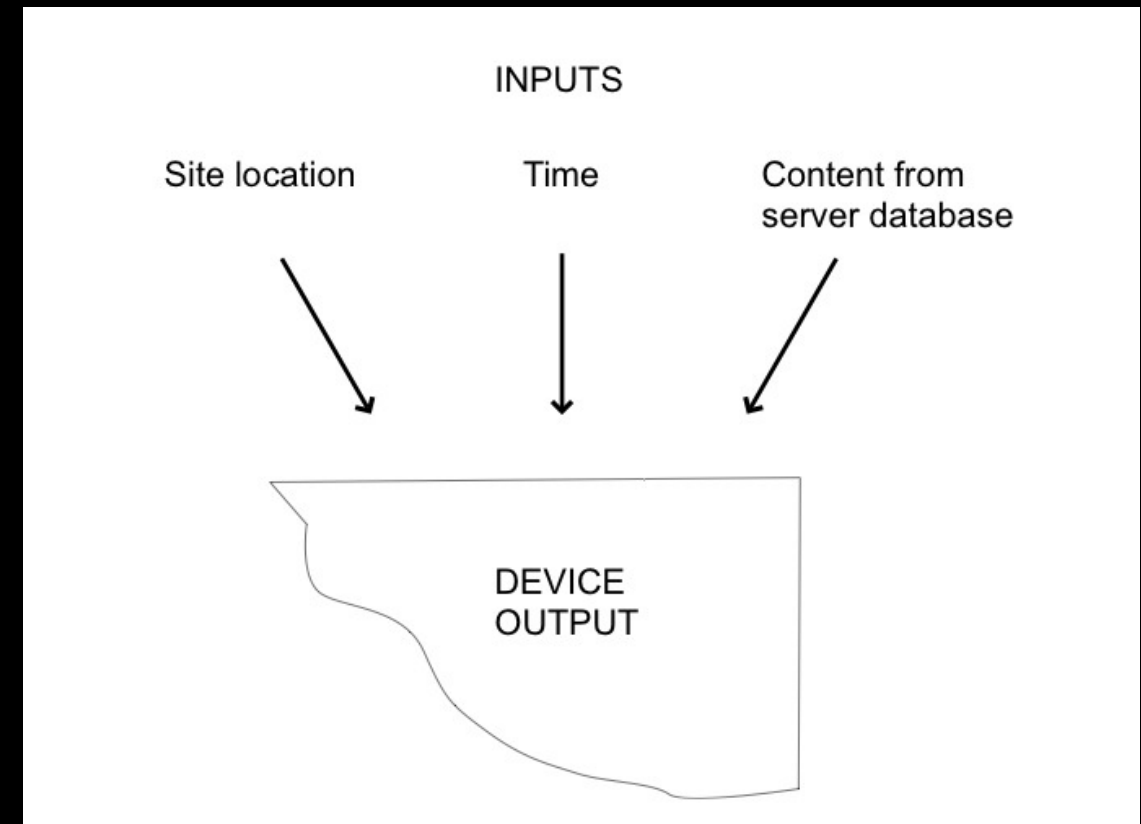 INPUTS
Site location
Time
Content from
server database
DEVICE
OUTPUT